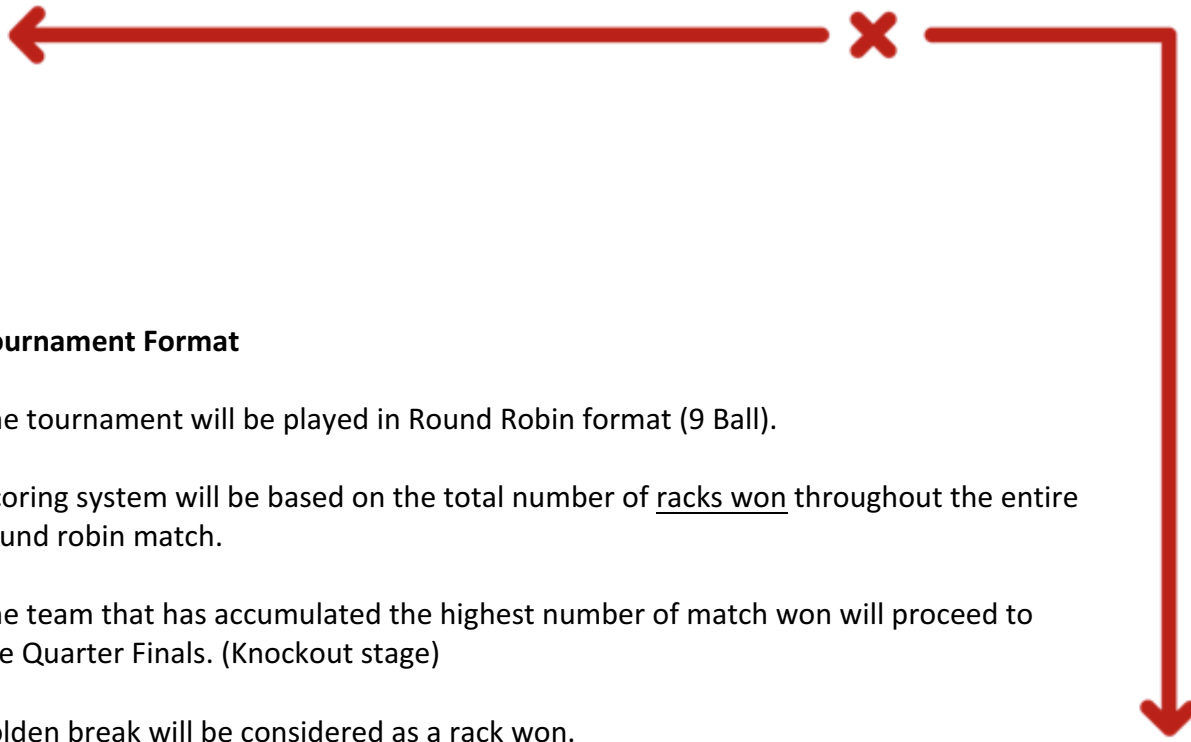 ournament Format
he tournament will be played in Round Robin format (9 Ball).
coring system will be based on the total number of racks won throughout the entire
und robin match.
he team that has accumulated the highest number of match won will proceed to
e Quarter Finals. (Knockout stage)
olden break will be considered as a rack won.